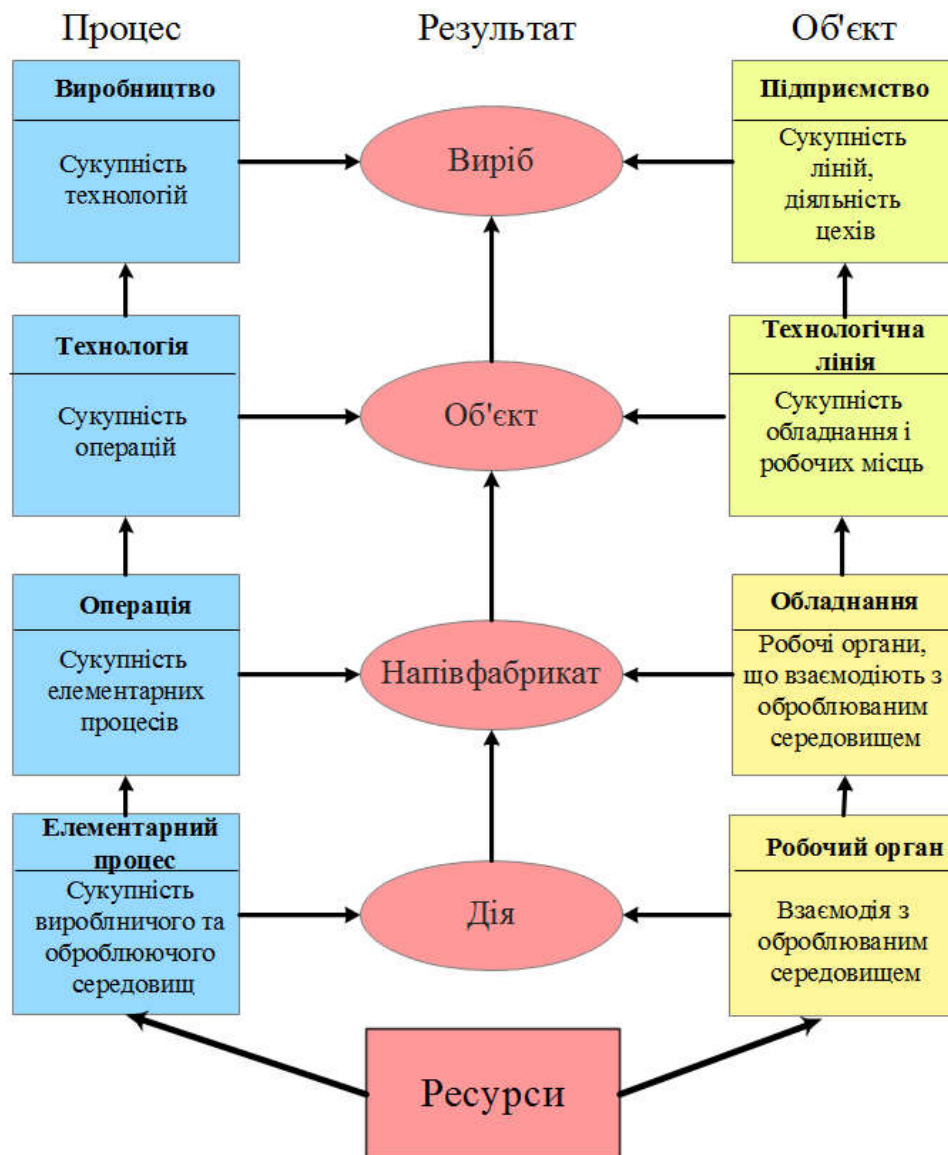 Процес
Результат
Об'єкт
Виробництво
Сукупність
технологій
Виріб
Підприємство
Сукупність
ліній,
діяльність
цехів
Технологія
Сукупність
операцій
Об'єкт
Технологічна
лінія
Сукупність
обладнання і
робочих місць
Операція
Сукупність
елементарних
процесів
Напівфабрикат
Обладнання
Робочі органи,
що взаємодіють з
оброблюваним
середовищем
Елементарний
процес
Сукупність
вироблничого та
оброблюючого
середовищ
Дія
Робочий орган
Взаємодія з
оброблюваним
середовищем
Ресурси